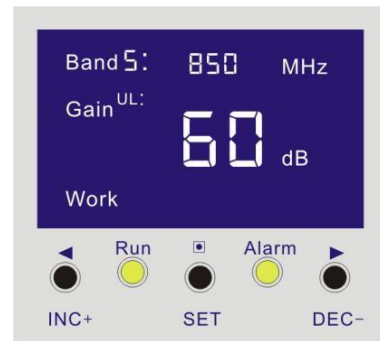 Band 5: 850 MHz
Gain UL:
60 dB
Work
Run Alarm
INC+ SET DEC-